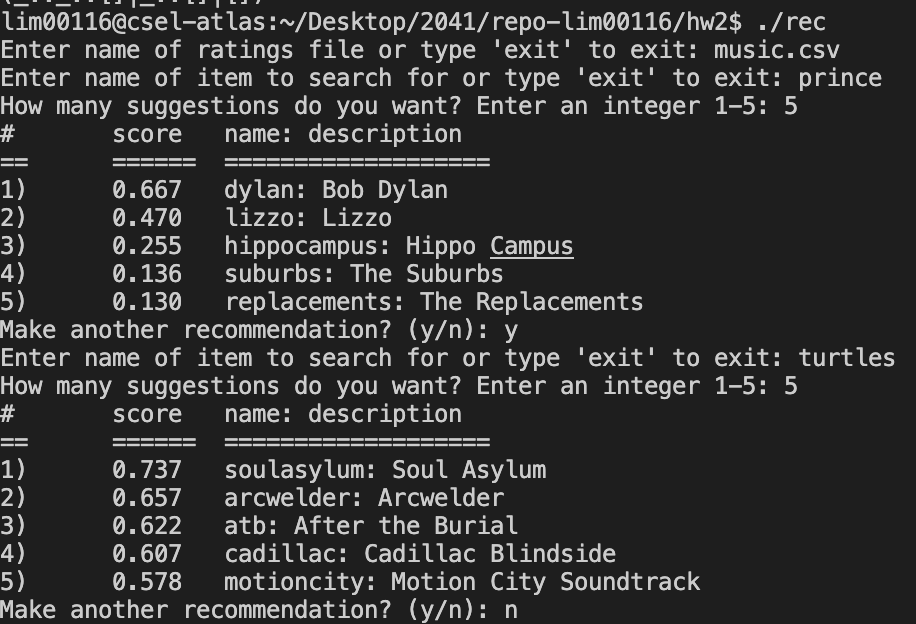 lim00116@csel-atlas:~/Desktop/2041/repo-lim00116/hw2$ ./rec
Enter name of ratings file or type 'exit' to exit: music.csv
Enter name of item to search for or type 'exit' to exit: prince
How many suggestions do you want? Enter an integer 1-5: 5
# score name: description
== ====== ===================
1) 0.667 dylan: Bob Dylan
2) 0.470 lizzo: Lizzo
3) 0.255 hippocampus: Hippo Campus
4) 0.136 suburbs: The Suburbs
5) 0.130 replacements: The Replacements
Make another recommendation? (y/n): y
Enter name of item to search for or type 'exit' to exit: turtles
How many suggestions do you want? Enter an integer 1-5: 5
# score name: description
== ====== ===================
1) 0.737 soulasylum: Soul Asylum
2) 0.657 arcwelder: Arcwelder
3) 0.622 atb: After the Burial
4) 0.607 cadillac: Cadillac Blindside
5) 0.578 motioncity: Motion City Soundtrack
Make another recommendation? (y/n): n